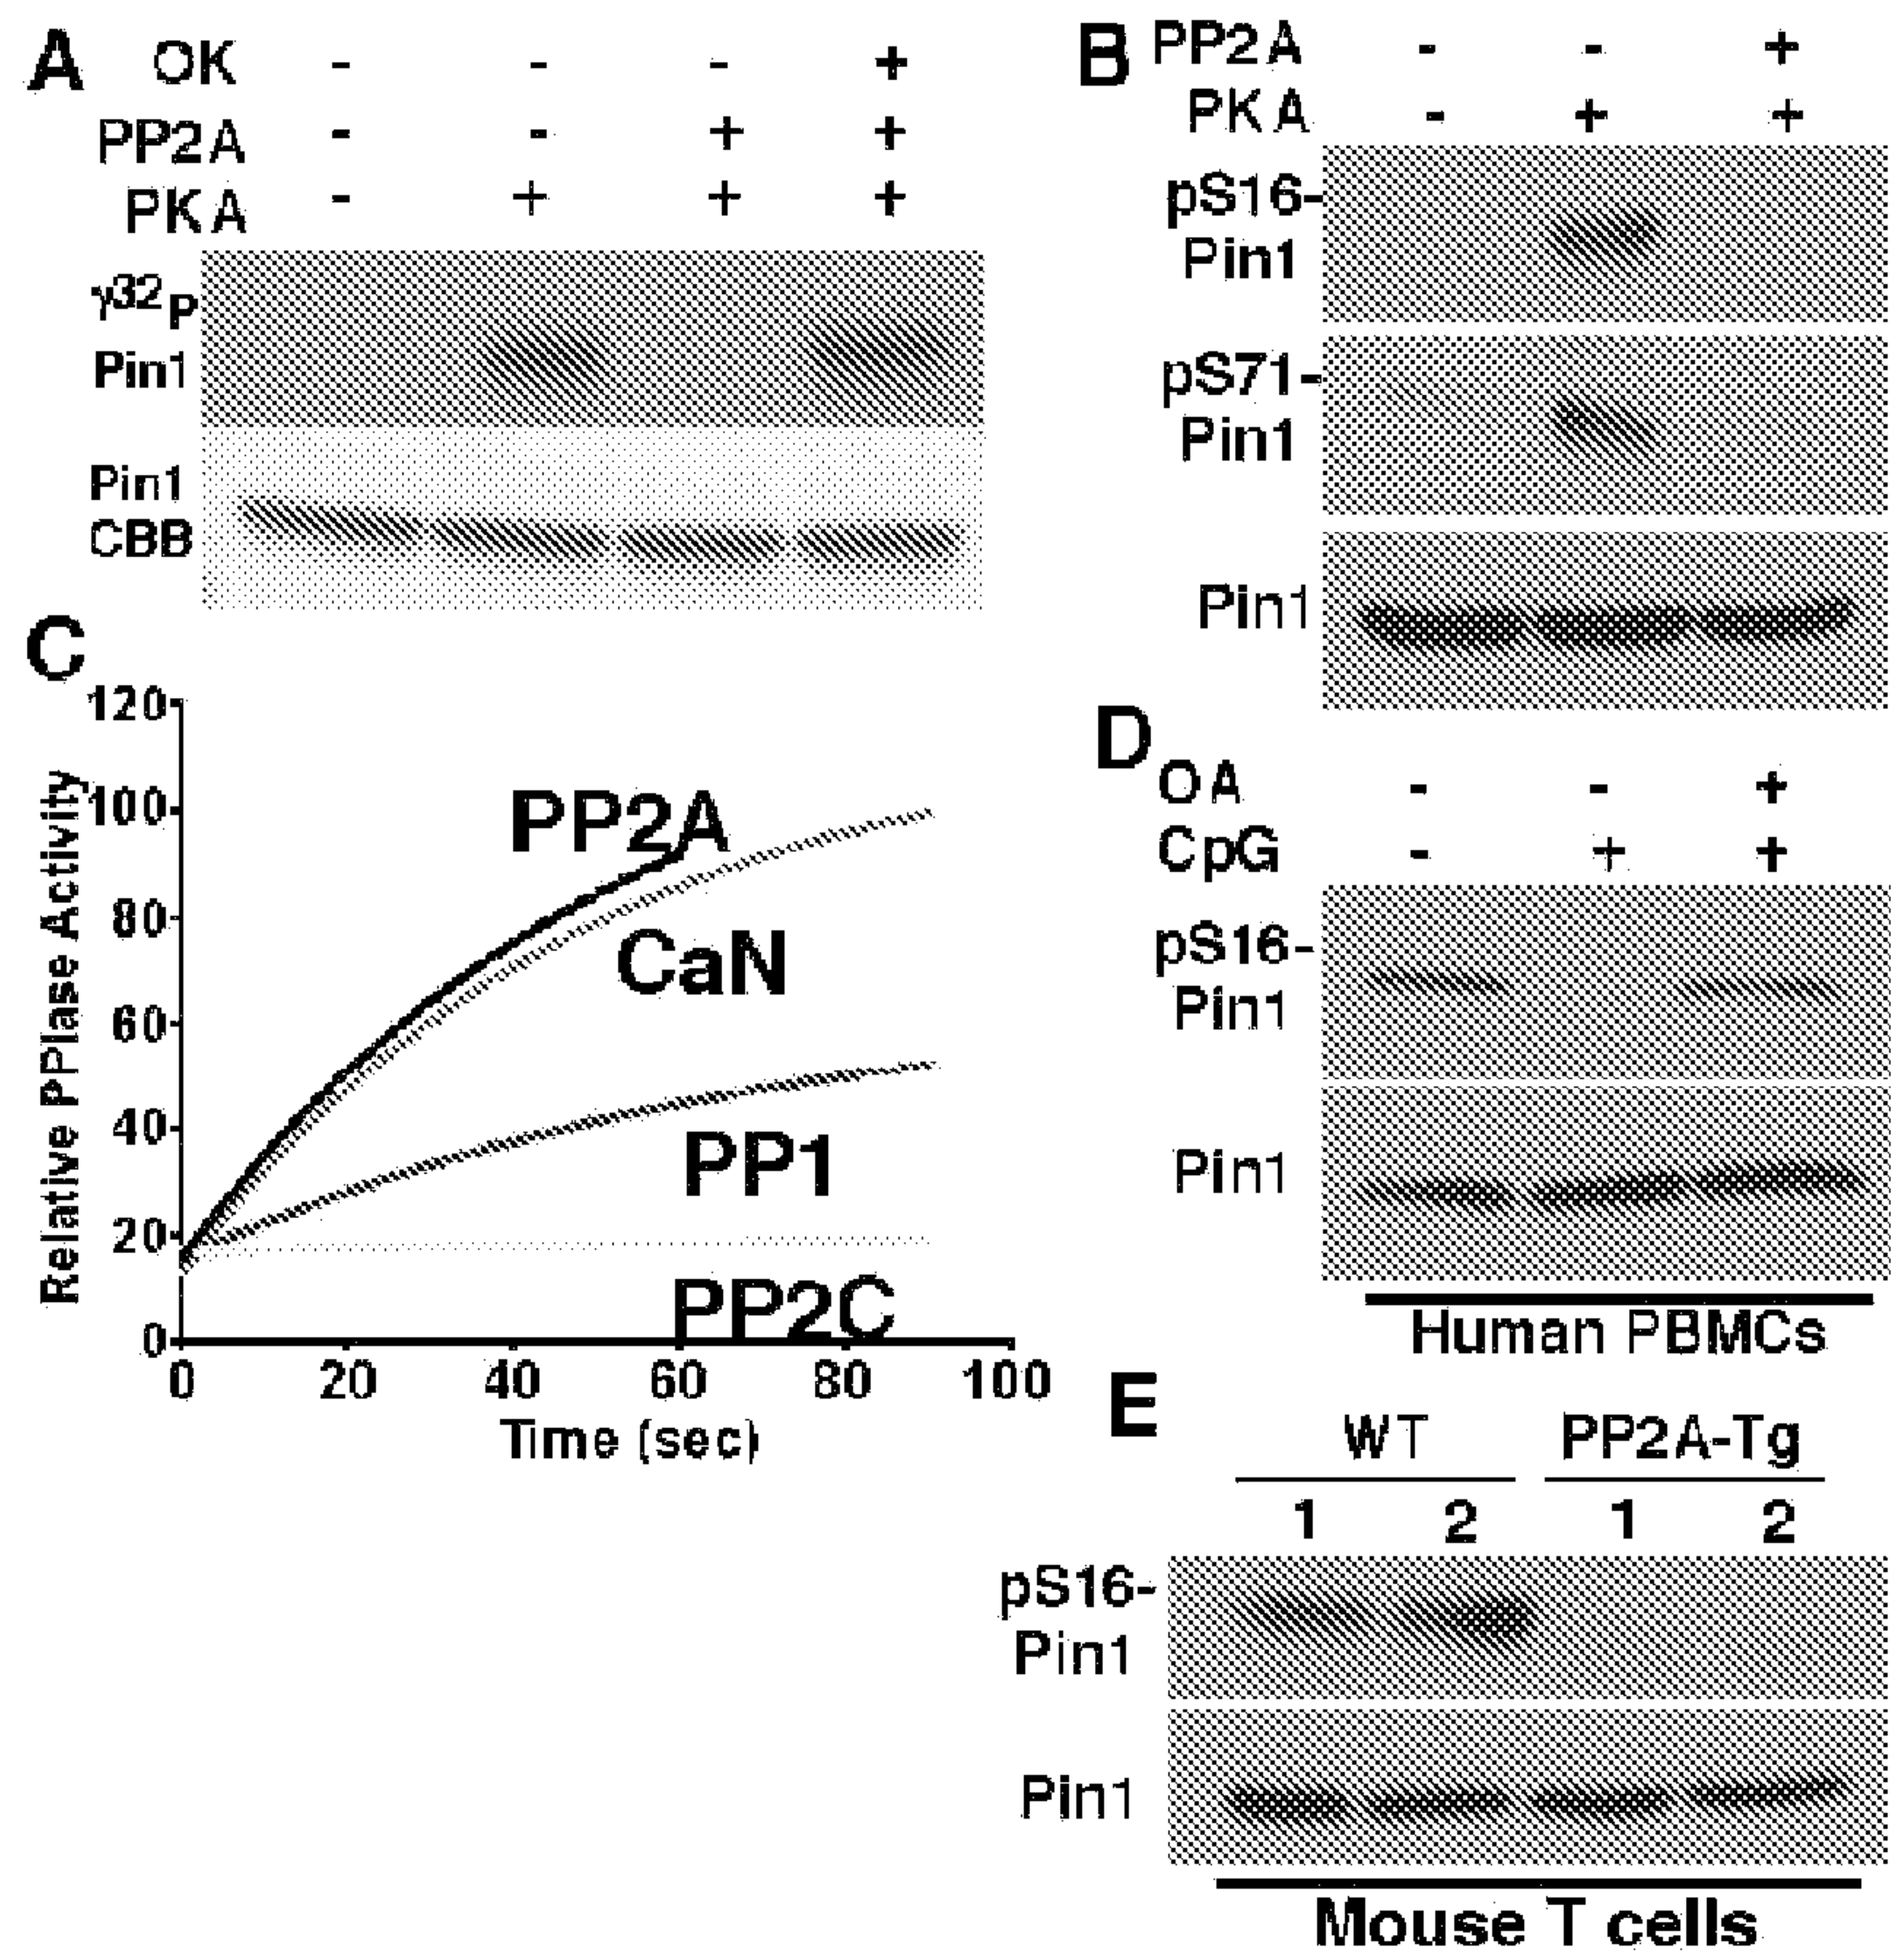 A
OK - - - +
PP2A - - + +
PKA - + + +
γ32P
Pin1
Pin1
CBB
B
PP2A - - +
PKA - + +
pS16-
Pin1
pS71-
Pin1
Pin1
C
120
100
80
60
40
20
0
Relative PPIase Activity
PP2A
CaN
PP1
PP2C
0 20 40 60 80 100
Time (sec)
D
OA - - +
CpG - + +
pS16-
Pin1
Pin1
Human PBMCs
E
WT PP2A-Tg
1 2 1 2
pS16-
Pin1
Pin1
Mouse T cells